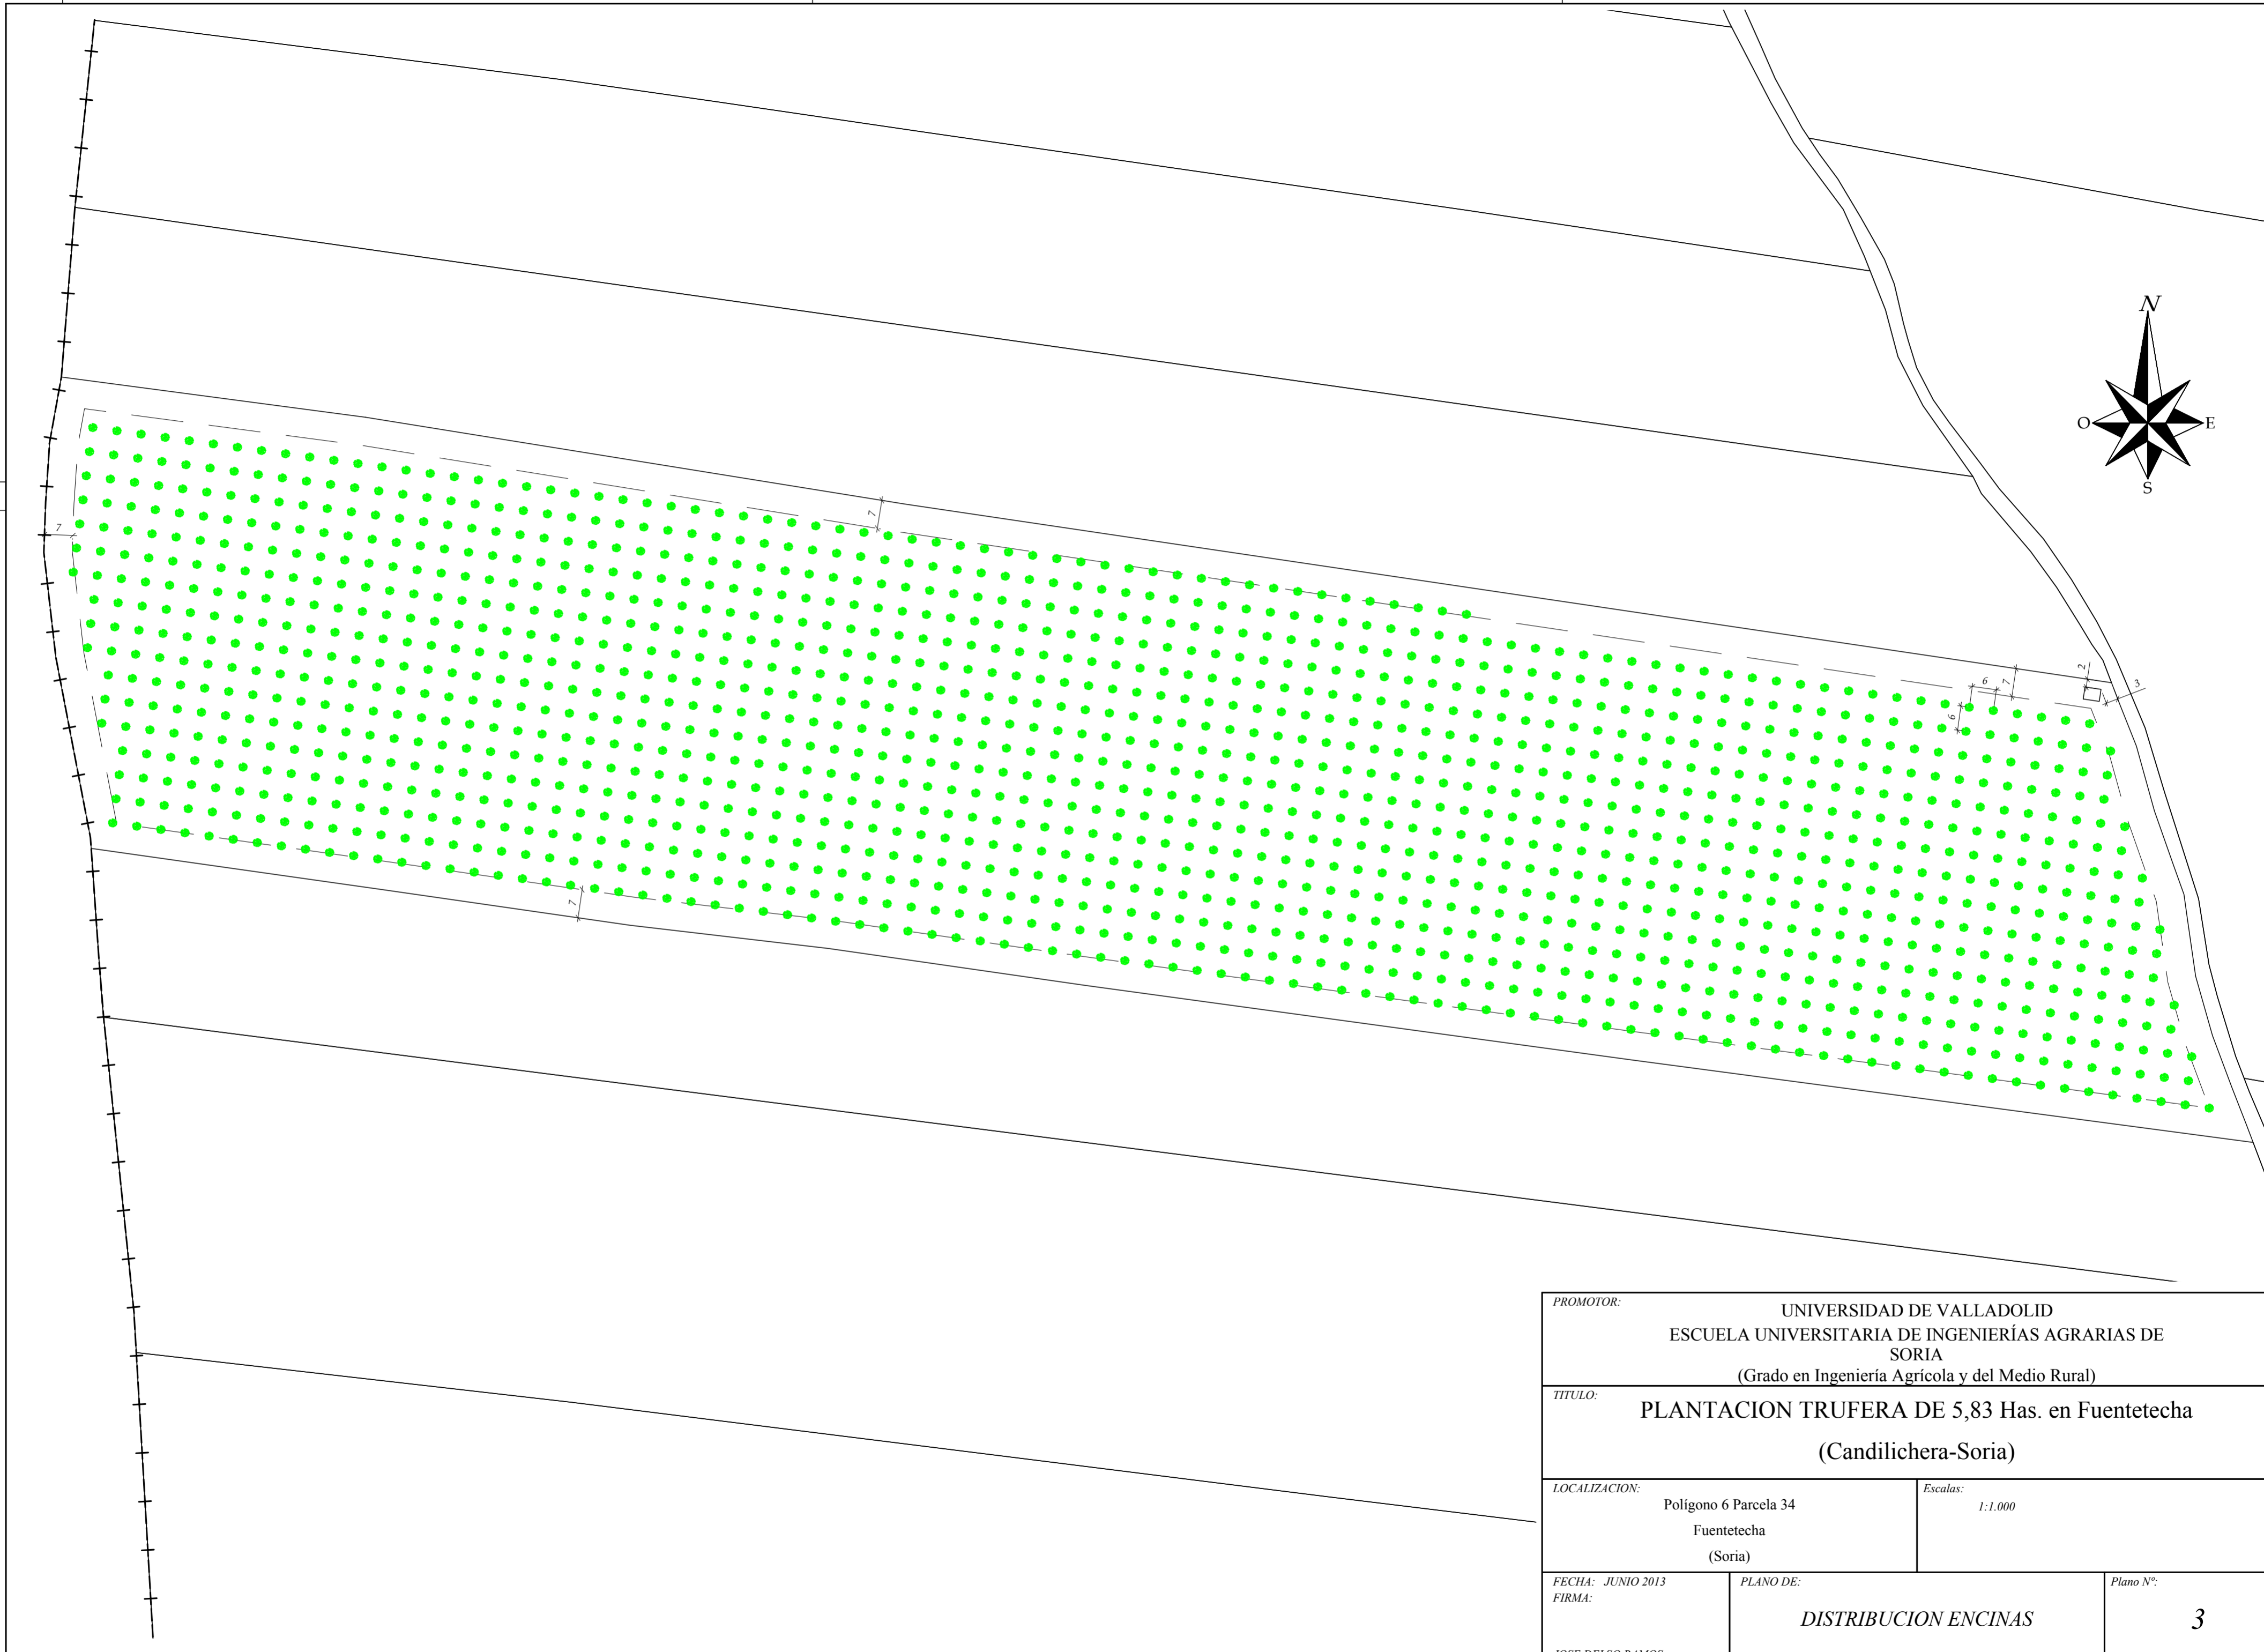 N
O
E
S
7
7
2
6
7
3
6
7
PROMOTOR:
UNIVERSIDAD DE VALLADOLID
ESCUELA UNIVERSITARIA DE INGENIERÍAS AGRARIAS DE
SORIA
(Grado en Ingeniería Agrícola y del Medio Rural)
TITULO:
PLANTACION TRUFERA DE 5,83 Has. en Fuentetecha
(Candilichera-Soria)
LOCALIZACION:
Polígono 6 Parcela 34
Fuentetecha
(Soria)
Escalas:
1:1.000
FECHA: JUNIO 2013
FIRMA:
PLANO DE:
DISTRIBUCION ENCINAS
Plano Nº:
3